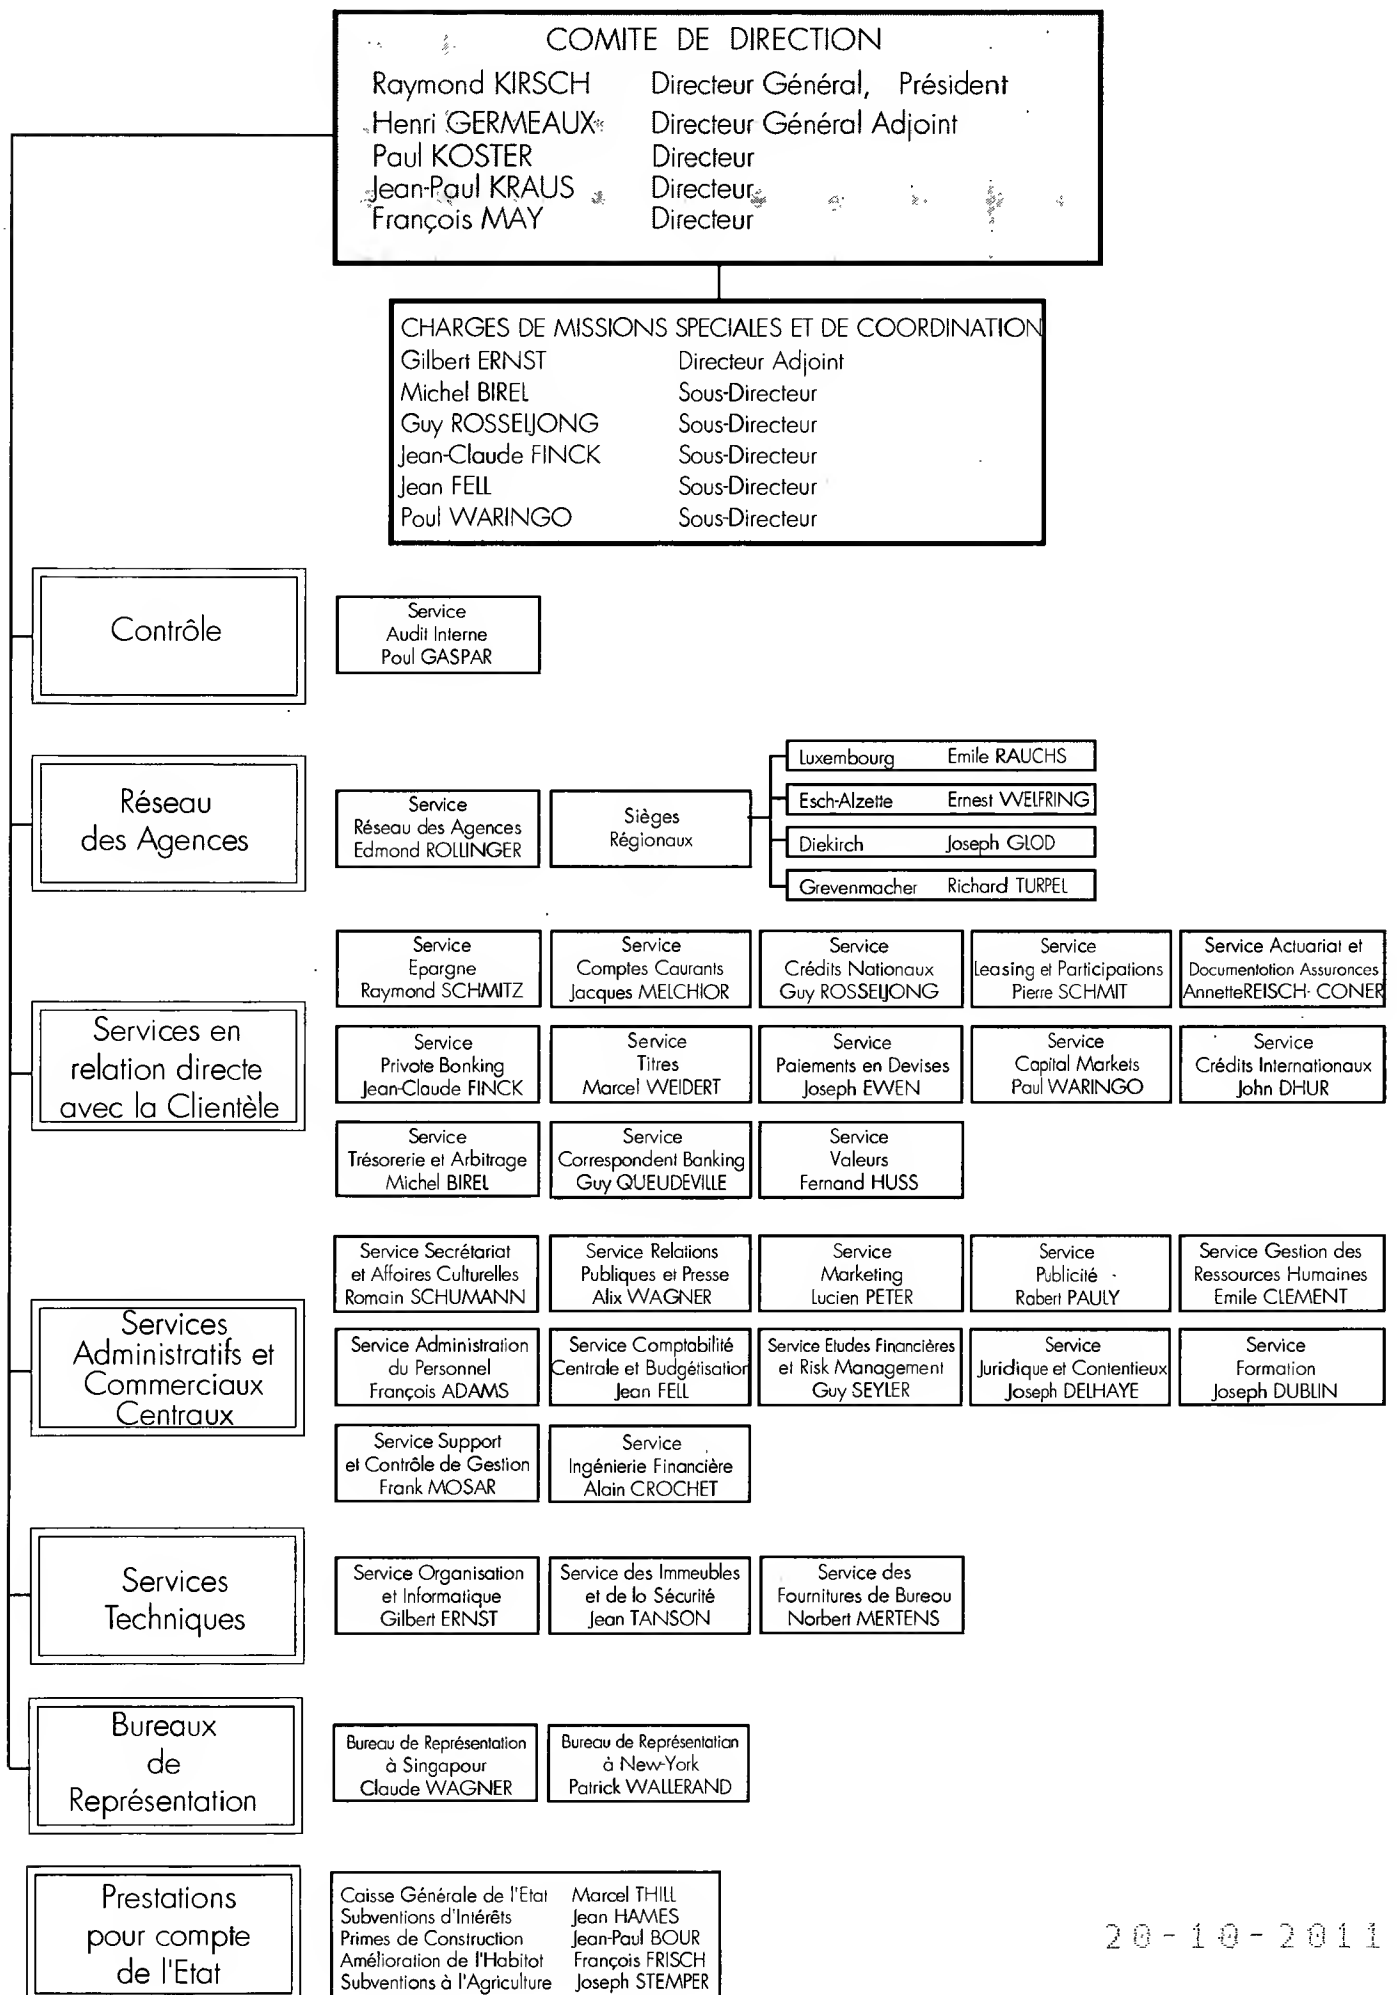 COMITE DE DIRECTION
Raymond KIRSCH Directeur Général, Président
Henri GERMEAUX Directeur Général Adjoint
Paul KOSTER Directeur
Jean-Paul KRAUS Directeur
François MAY Directeur
CHARGES DE MISSIONS SPECIALES ET DE COORDINATION
Gilbert ERNST Directeur Adjoint
Michel BIREL Sous-Directeur
Guy ROSSELJONG Sous-Directeur
Jean-Claude FINCK Sous-Directeur
Jean FELL Sous-Directeur
Poul WARINGO Sous-Directeur
Contrôle
Service
Audit Interne
Poul GASPAR
Réseau
des Agences
Service
Réseau des Agences
Edmond ROLLINGER
Sièges
Régionaux
Luxembourg Emile RAUCHS
Esch-Alzette Ernest WELFRING
Diekirch Joseph GLOD
Grevenmacher Richard TURPEL
Services en
relation directe
avec la Clientèle
Service
Epargne
Raymond SCHMITZ
Service
Comptes Caurants
Jacques MELCHIOR
Service
Crédits Nationaux
Guy ROSSELJONG
Service
Leasing et Participations
Pierre SCHMIT
Service Actuariat et
Documentotion Assuronces
AnnetteREISCH- CONER
Service
Privote Bonking
Jean-Claude FINCK
Service
Titres
Marcel WEIDERT
Service
Paiements en Devises
Joseph EWEN
Service
Capital Markets
Paul WARINGO
Service
Crédits Internationaux
John DHUR
Service
Trésorerie et Arbitrage
Michel BIREL
Service
Correspondent Banking
Guy QUEUDEVILLE
Service
Valeurs
Fernand HUSS
Services
Administratifs et
Commerciaux
Centraux
Service Secrétariat
et Affoires Culturelles
Romain SCHUMANN
Service Relations
Publiques et Presse
Alix WAGNER
Service
Marketing
Lucien PETER
Service
Publicité
Rabert PAULY
Service Gestion des
Ressources Humaines
Emile CLEMENT
Service Administration
du Personnel
François ADAMS
Service Comptabilité
Centrale et Budgétisation
Jean FELL
Service Etudes Financières
et Risk Management
Guy SEYLER
Service
Juridique et Contentieux
Joseph DELHAYE
Service
Formation
Joseph DUBLIN
Service Support
et Contrôle de Gestion
Frank MOSAR
Service
Ingénierie Financière
Alain CROCHET
Services
Techniques
Service Organisation
et Informatique
Gilbert ERNST
Service des Immeubles
et de lo Sécurité
Jean TANSON
Service des
Fournitures de Bureou
Norbert MERTENS
Bureaux
de
Représentation
Bureau de Représentation
à Singapour
Claude WAGNER
Bureau de Représentation
à New-York
Patrick WALLERAND
Prestations
pour compte
de l'Etat
Caisse Générale de l'Etat Marcel THILL
Subventions d'Intérêts Jean HAMES
Primes de Construction Jean-Paul BOUR
Amélioration de l'Habitot François FRISCH
Subventions à l'Agriculture Joseph STEMPER
20-10-2011